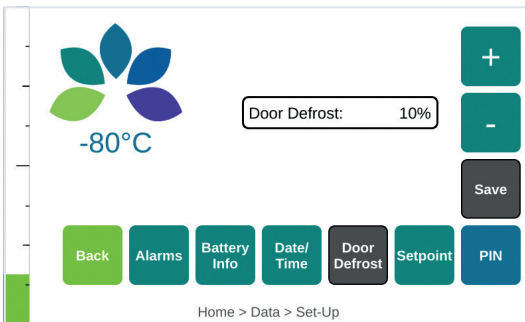 +
Door Defrost: 10%
-
-80°C
Save
Back
Alarms
Battery
Info
Date/
Time
Door
Defrost
Setpoint
PIN
Home > Data > Set-Up